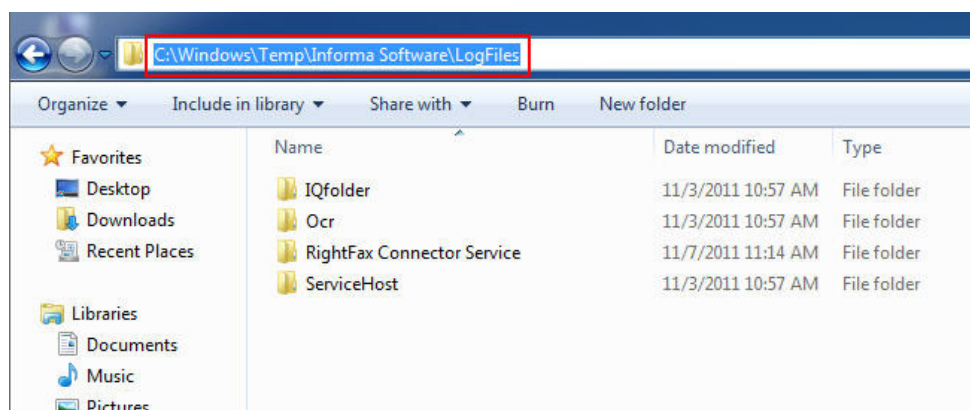 C:\Windows\Temp\Informa Software\LogFiles
Organize Include in library Share with Burn New folder
Favorites
Desktop
Downloads
Recent Places
Libraries
Documents
Music
Pictures
Name Date modified Type
IQfolder 11/3/2011 10:57 AM File folder
Ocr 11/3/2011 10:57 AM File folder
RightFax Connector Service 11/7/2011 11:14 AM File folder
ServiceHost 11/3/2011 10:57 AM File folder